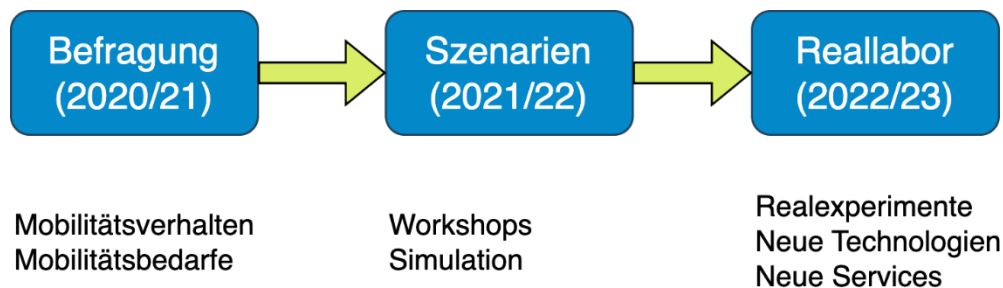 Befragung
(2020/21)
Szenarien
(2021/22)
Reallabor
(2022/23)
Mobilitätsverhalten
Mobilitätsbedarfe
Workshops
Simulation
Realexperimente
Neue Technologien
Neue Services